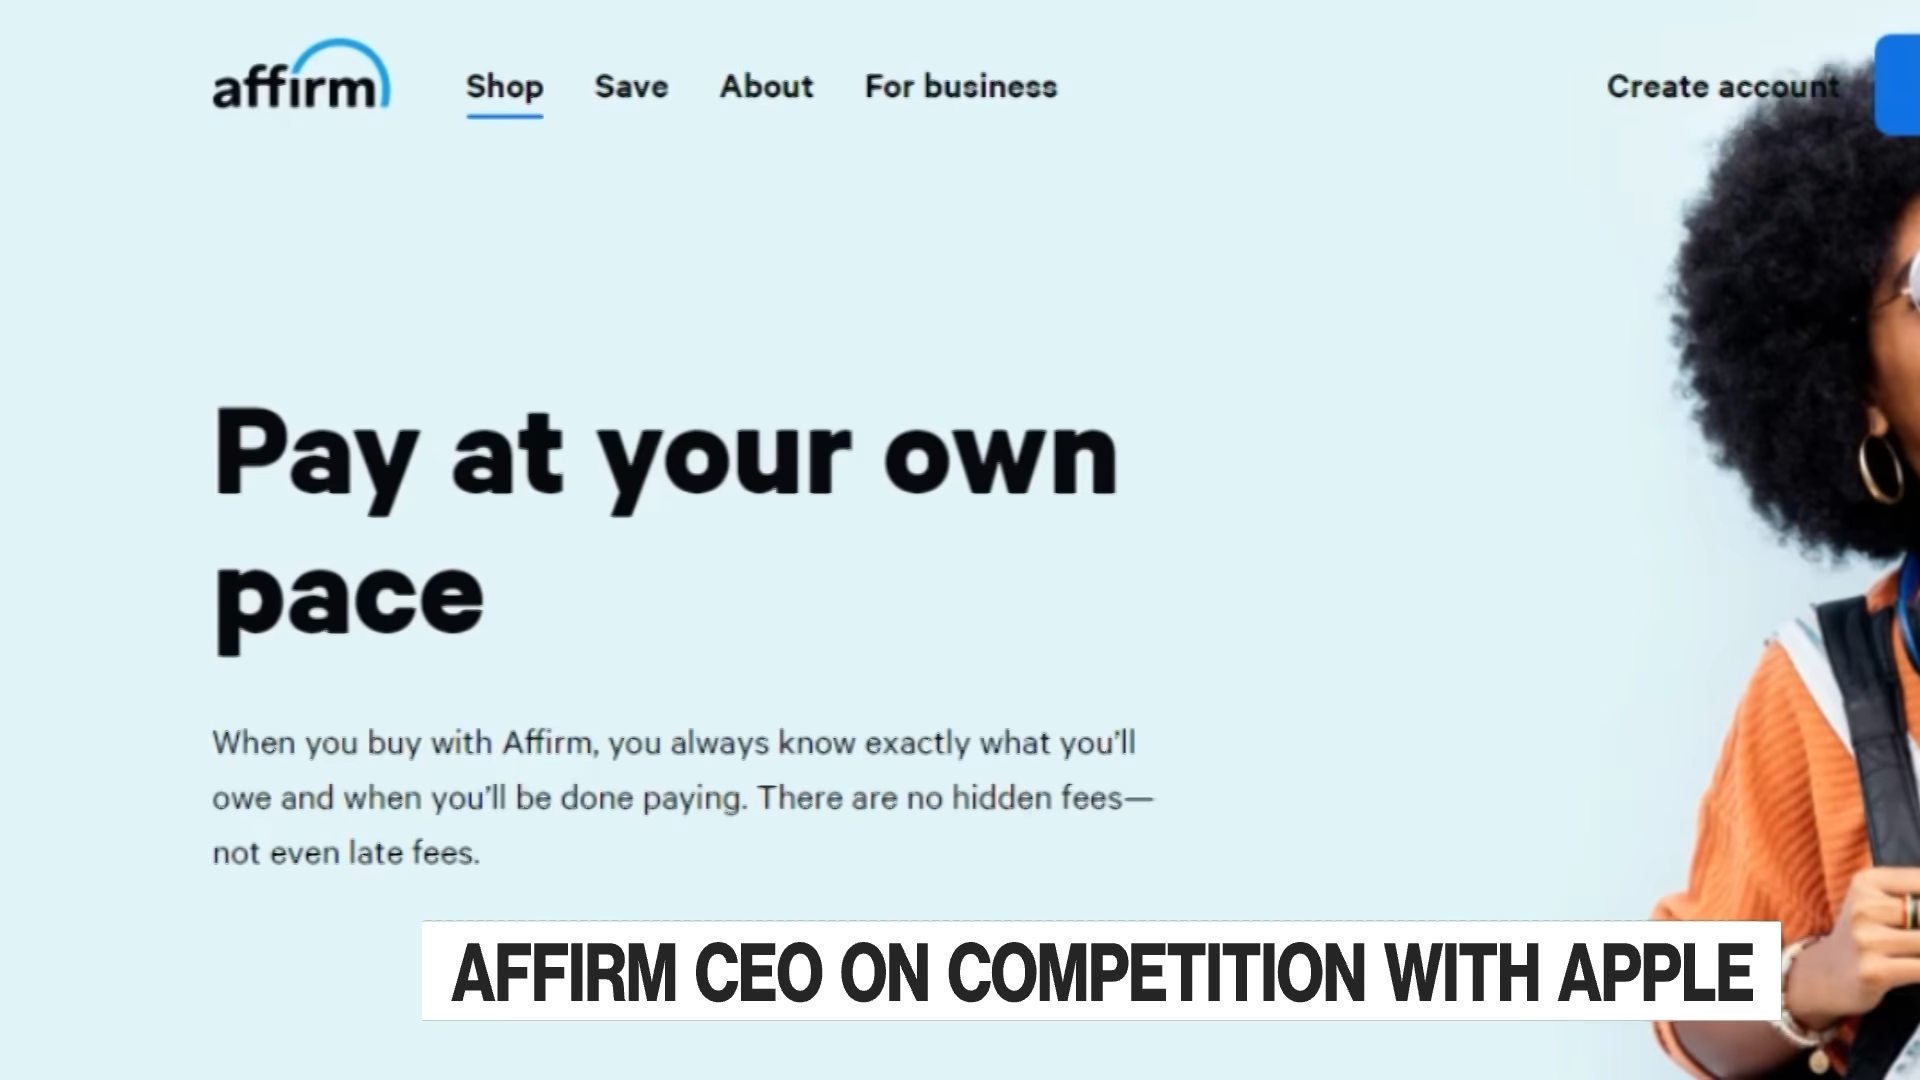 affirm
Shop Save About For business
Create account
Pay at your own
pace
When you buy with Affirm, you always know exactly what you'll
owe and when you'll be done paying. There are no hidden fees—
not even late fees.
AFFIRM CEO ON COMPETITION WITH APPLE